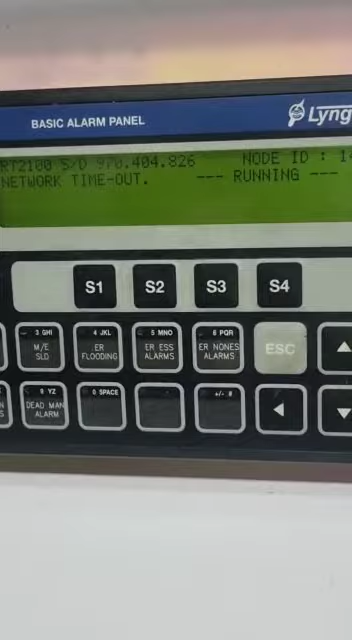 BASIC ALARM PANEL
Lyng
RT2100 S/D 970.404.826 NODE ID : 1
NETWORK TIME-OUT. --- RUNNING ---
S1 S2 S3 S4
3 GHI 4 JKL 5 MNO 6 PQR
M/E SLD
ER FLOODING
ER ESS ALARMS
ER NONES ALARMS
ESC
9 YZ 0 SPACE +/- #
DEAD MAN ALARM